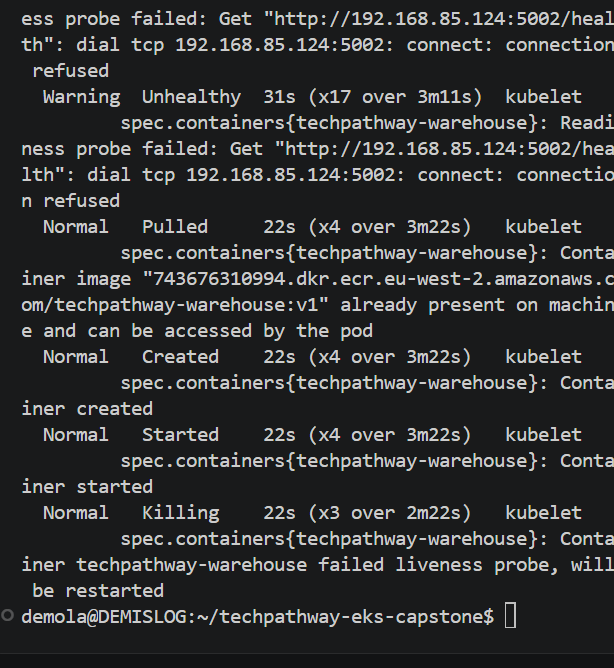 ess probe failed: Get "http://192.168.85.124:5002/heal
th": dial tcp 192.168.85.124:5002: connect: connection
 refused
  Warning  Unhealthy  31s (x17 over 3m11s)  kubelet
         spec.containers{techpathway-warehouse}: Readi
ness probe failed: Get "http://192.168.85.124:5002/hea
lth": dial tcp 192.168.85.124:5002: connect: connectio
n refused
  Normal   Pulled     22s (x4 over 3m22s)   kubelet
         spec.containers{techpathway-warehouse}: Conta
iner image "743676310994.dkr.ecr.eu-west-2.amazonaws.c
om/techpathway-warehouse:v1" already present on machin
e and can be accessed by the pod
  Normal   Created    22s (x4 over 3m22s)   kubelet
         spec.containers{techpathway-warehouse}: Conta
iner created
  Normal   Started    22s (x4 over 3m22s)   kubelet
         spec.containers{techpathway-warehouse}: Conta
iner started
  Normal   Killing    22s (x3 over 2m22s)   kubelet
         spec.containers{techpathway-warehouse}: Conta
iner techpathway-warehouse failed liveness probe, will
 be restarted
demola@DEMISLOG:~/techpathway-eks-capstone$